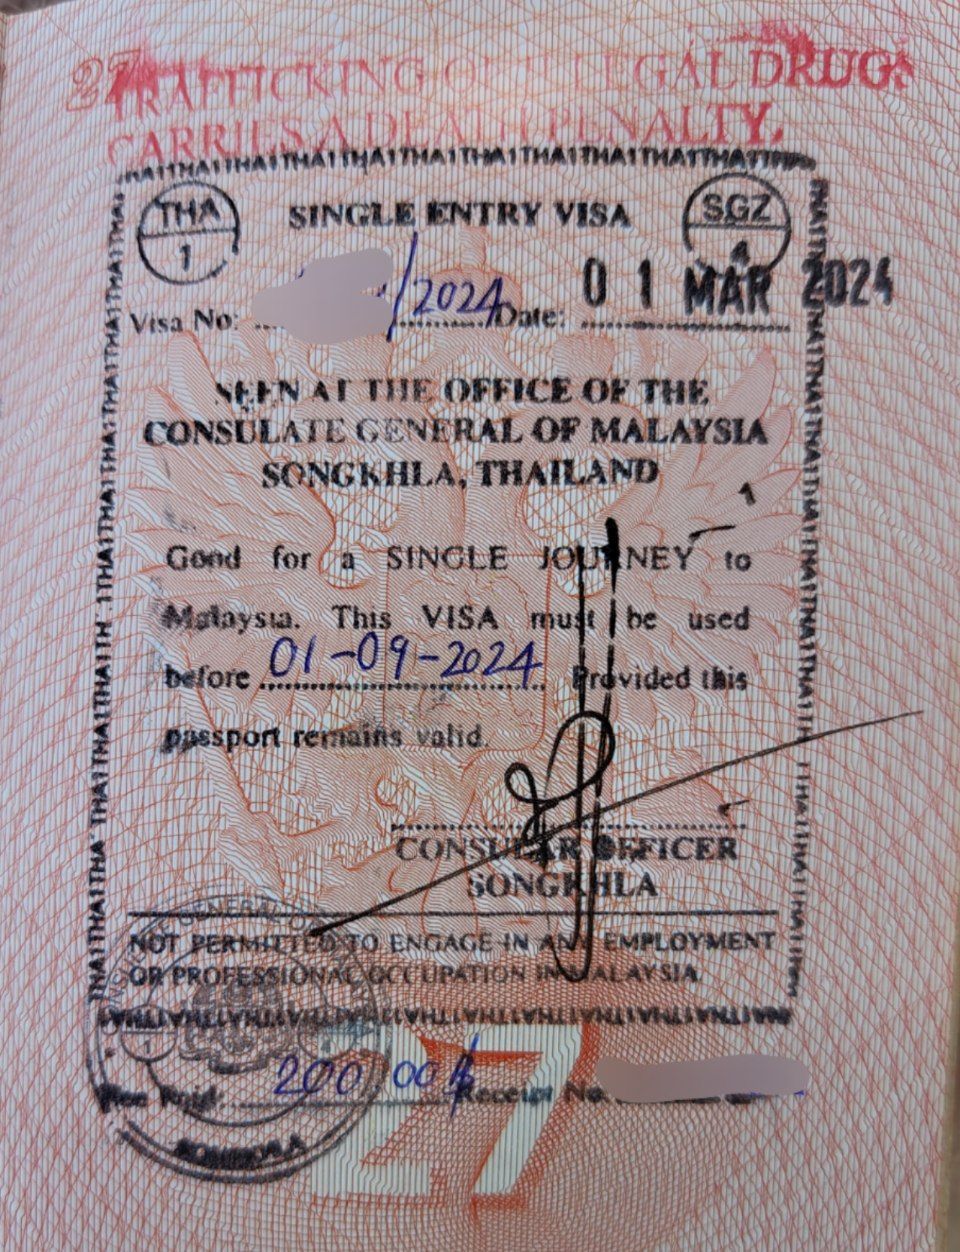 27
TRAFFICKING OF ILLEGAL DRUGS
CARRIES A DEATH PENALTY.
THA1THA1THA1THA1THA1THA1THA1THA1THA1THA1
THA
1
SINGLE ENTRY VISA
SGZ
4
Visa No: /2024 Date: 01 MAR 2024
SEEN AT THE OFFICE OF THE
CONSULATE GENERAL OF MALAYSIA
SONGKHLA, THAILAND
Good for a SINGLE JOURNEY to
Malaysia. This VISA must be used
before 01-09-2024 Provided this
passport remains valid.
CONSULAR OFFICER
SONGKHLA
NOT PERMITTED TO ENGAGE IN ANY EMPLOYMENT
OR PROFESSIONAL OCCUPATION IN MALAYSIA
Fee Paid: 200.00฿ Receipt No.
GENERAL
SONGKHLA
27